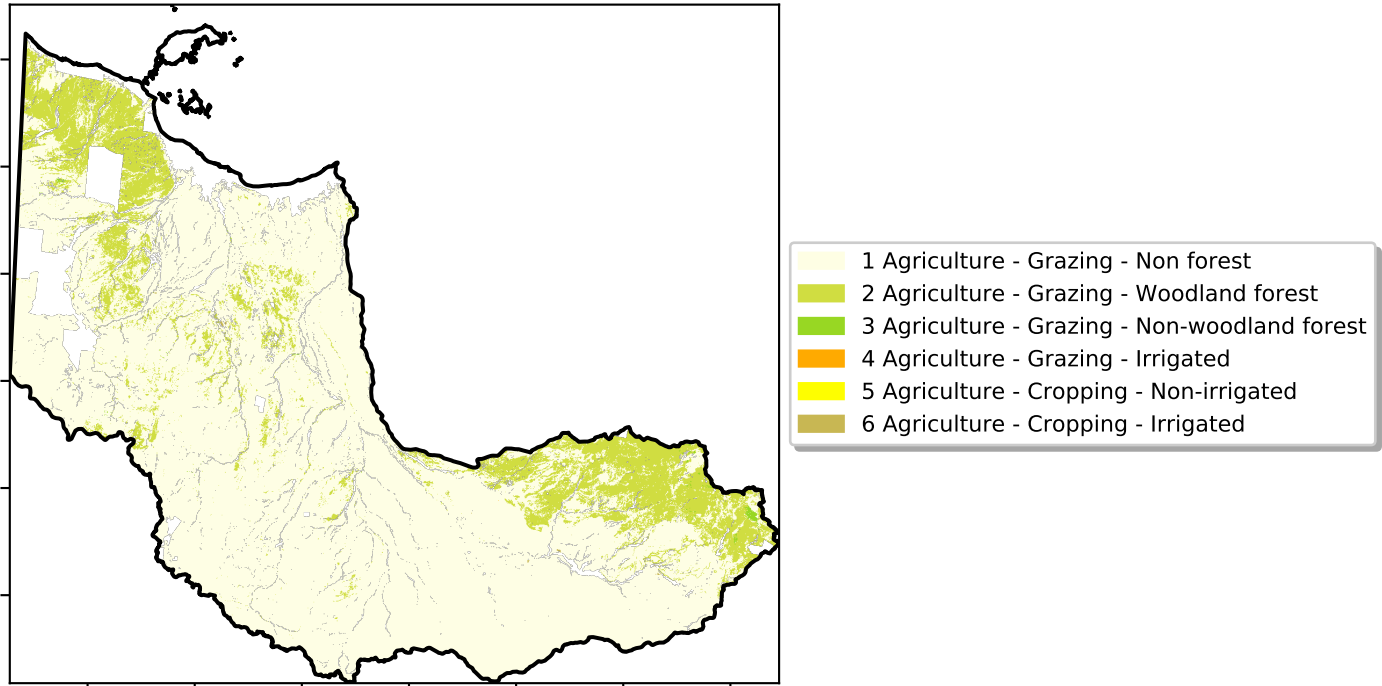 1 Agriculture - Grazing - Non forest
2 Agriculture - Grazing - Woodland forest
3 Agriculture - Grazing - Non-woodland forest
4 Agriculture - Grazing - Irrigated
5 Agriculture - Cropping - Non-irrigated
6 Agriculture - Cropping - Irrigated